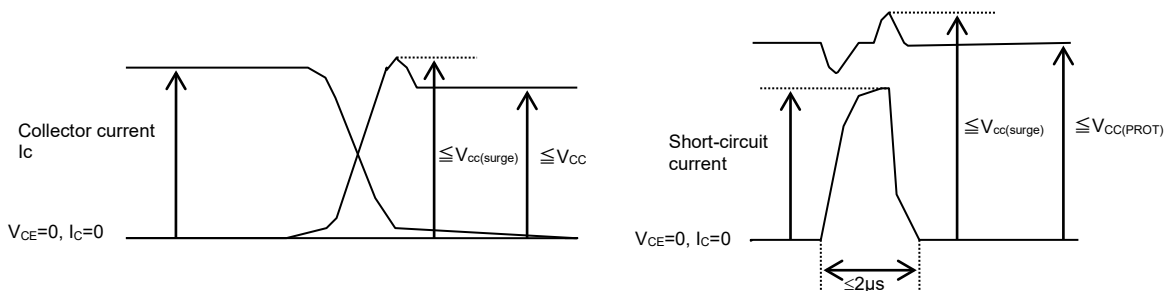 Collector current
Ic
VCE=0, IC=0
≦Vcc(surge)
≦VCC
Short-circuit
current
VCE=0, IC=0
≦Vcc(surge)
≦VCC(PROT)
≤2μs